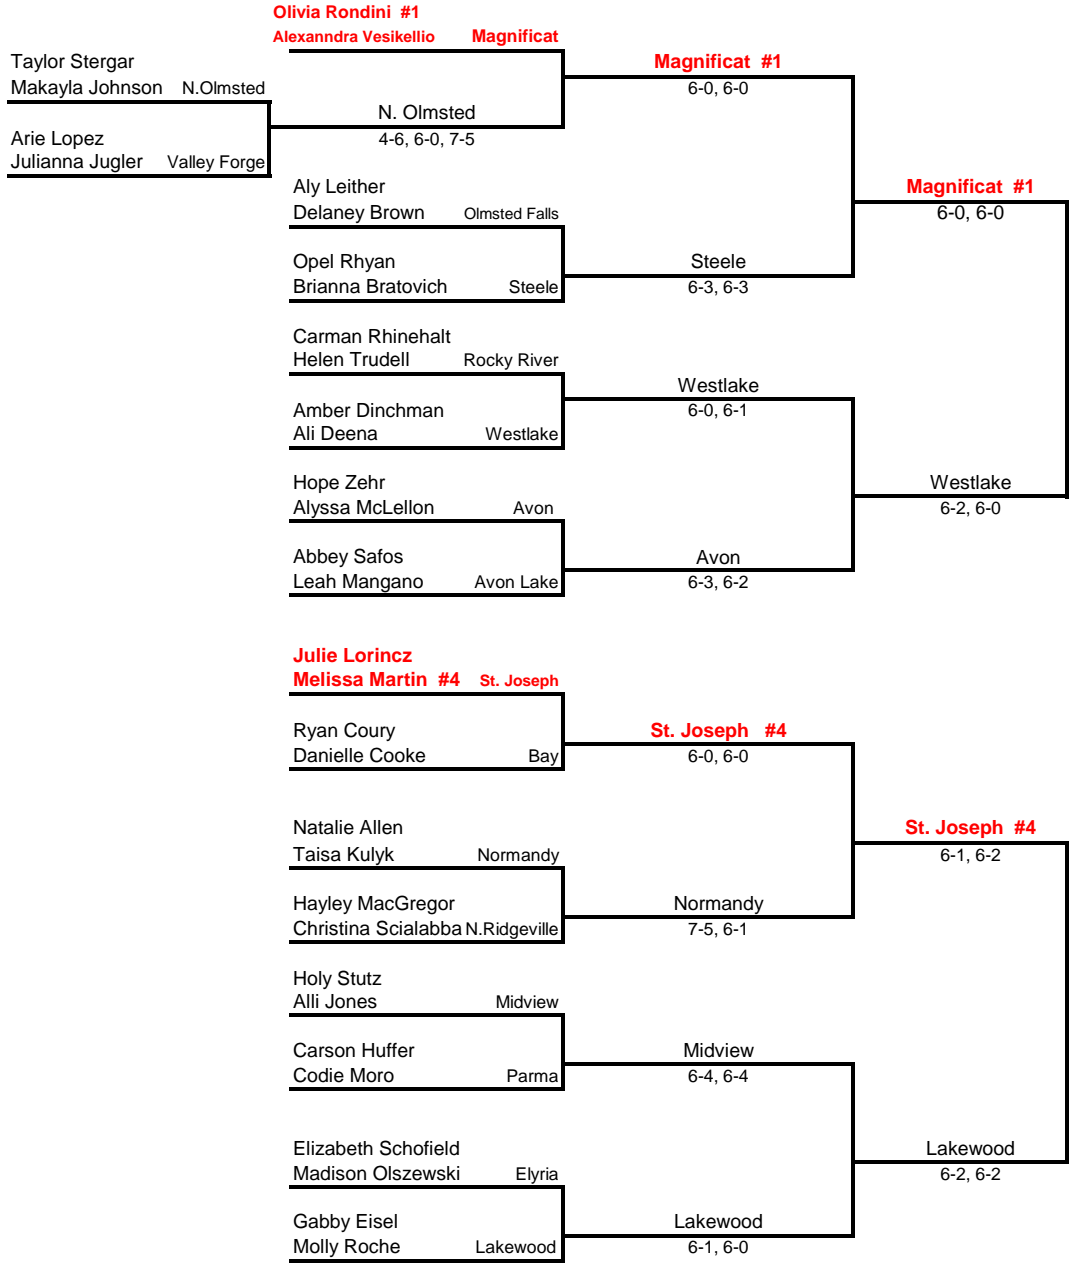 Olivia Rondini #1
Alexanndra Vesikellio Magnificat
Taylor Stergar
Makayla Johnson N.Olmsted
Magnificat #1
6-0, 6-0
N. Olmsted
4-6, 6-0, 7-5
Arie Lopez
Julianna Jugler Valley Forge
Aly Leither
Delaney Brown Olmsted Falls
Magnificat #1
6-0, 6-0
Opel Rhyan
Brianna Bratovich Steele
Steele
6-3, 6-3
Carman Rhinehalt
Helen Trudell Rocky River
Westlake
6-0, 6-1
Amber Dinchman
Ali Deena Westlake
Hope Zehr
Alyssa McLellon Avon
Westlake
6-2, 6-0
Abbey Safos
Leah Mangano Avon Lake
Avon
6-3, 6-2
Julie Lorincz
Melissa Martin #4 St. Joseph
Ryan Coury
Danielle Cooke Bay
St. Joseph #4
6-0, 6-0
Natalie Allen
Taisa Kulyk Normandy
St. Joseph #4
6-1, 6-2
Hayley MacGregor
Christina Scialabba N.Ridgeville
Normandy
7-5, 6-1
Holy Stutz
Alli Jones Midview
Carson Huffer
Codie Moro Parma
Midview
6-4, 6-4
Elizabeth Schofield
Madison Olszewski Elyria
Lakewood
6-2, 6-2
Gabby Eisel
Molly Roche Lakewood
Lakewood
6-1, 6-0